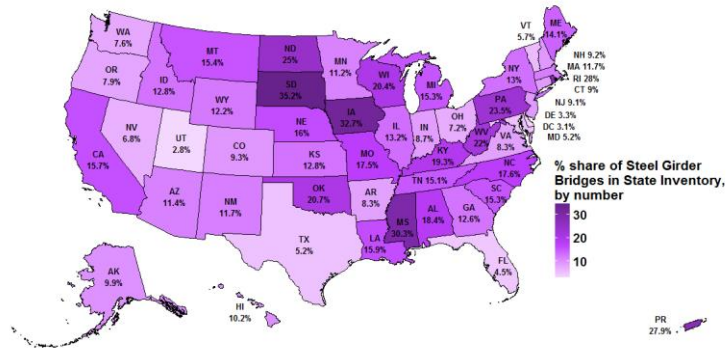 WA
7.6%
OR
7.9%
CA
15.7%
NV
6.8%
ID
12.8%
MT
15.4%
WY
12.2%
UT
2.8%
AZ
11.4%
CO
9.3%
NM
11.7%
ND
25%
SD
35.2%
NE
16%
KS
12.8%
OK
20.7%
TX
5.2%
MN
11.2%
IA
32.7%
MO
17.5%
AR
8.3%
LA
15.9%
WI
20.4%
IL
13.2%
MS
30.3%
MI
15.3%
IN
8.7%
OH
7.2%
KY
19.3%
TN 15.1%
AL
18.4%
GA
12.6%
FL
4.5%
SC
15.3%
NC
17.6%
VA
8.3%
WV
22%
PA
23.5%
NY
13%
VT
5.7%
ME
14.1%
NH 9.2%
MA 11.7%
RI 28%
CT 9%
NJ 9.1%
DE 3.3%
DC 3.1%
MD 5.2%
AK
9.9%
HI
10.2%
PR
27.9%
% share of Steel Girder
Bridges in State Inventory,
by number
30
20
10